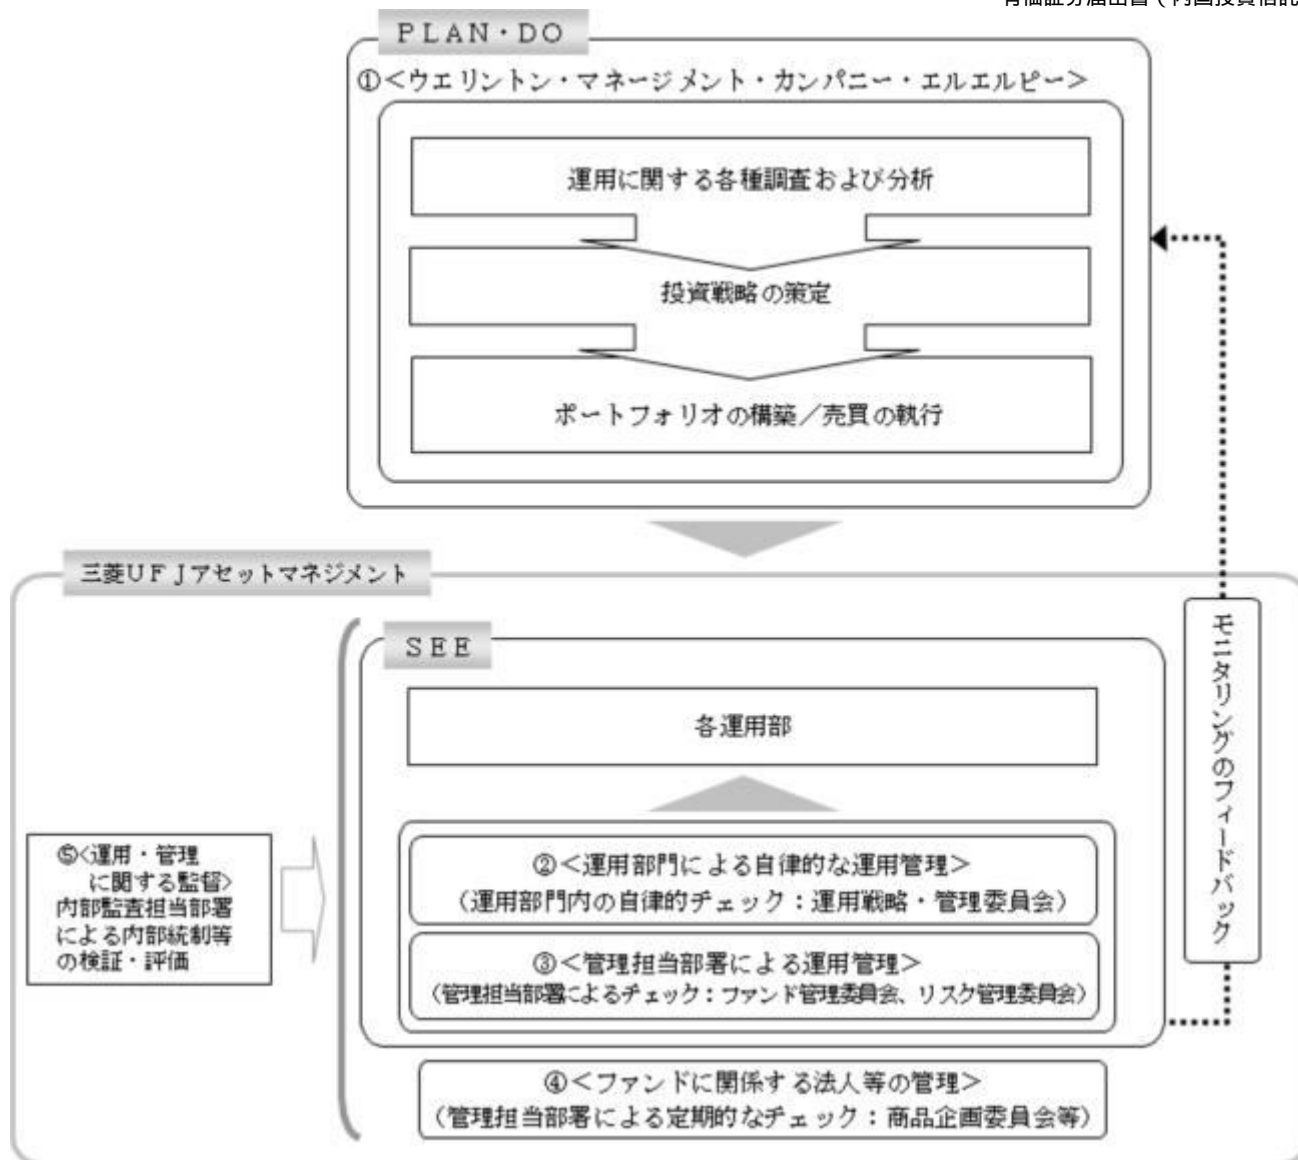 PLAN・DO
①<ウエリントン・マネージメント・カンパニー・エルエルピー>
運用に関する各種調査および分析
投資戦略の策定
ポートフォリオの構築／売買の執行
三菱UFJアセットマネジメント
SEE
各運用部
②<運用部門による自律的な運用管理>
(運用部門内の自律的チェック：運用戦略・管理委員会)
③<管理担当部署による運用管理>
(管理担当部署によるチェック：ファンド管理委員会、リスク管理委員会)
④<ファンドに関係する法人等の管理>
(管理担当部署による定期的なチェック：商品企画委員会等)
⑤<運用・管理
に関する監督>
内部監査担当部署
による内部統制等
の検証・評価
モニタリングのフィードバック